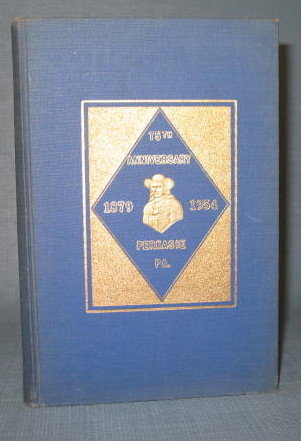 75TH
ANNIVERSARY
1879 1954
PERKASIE
PA.